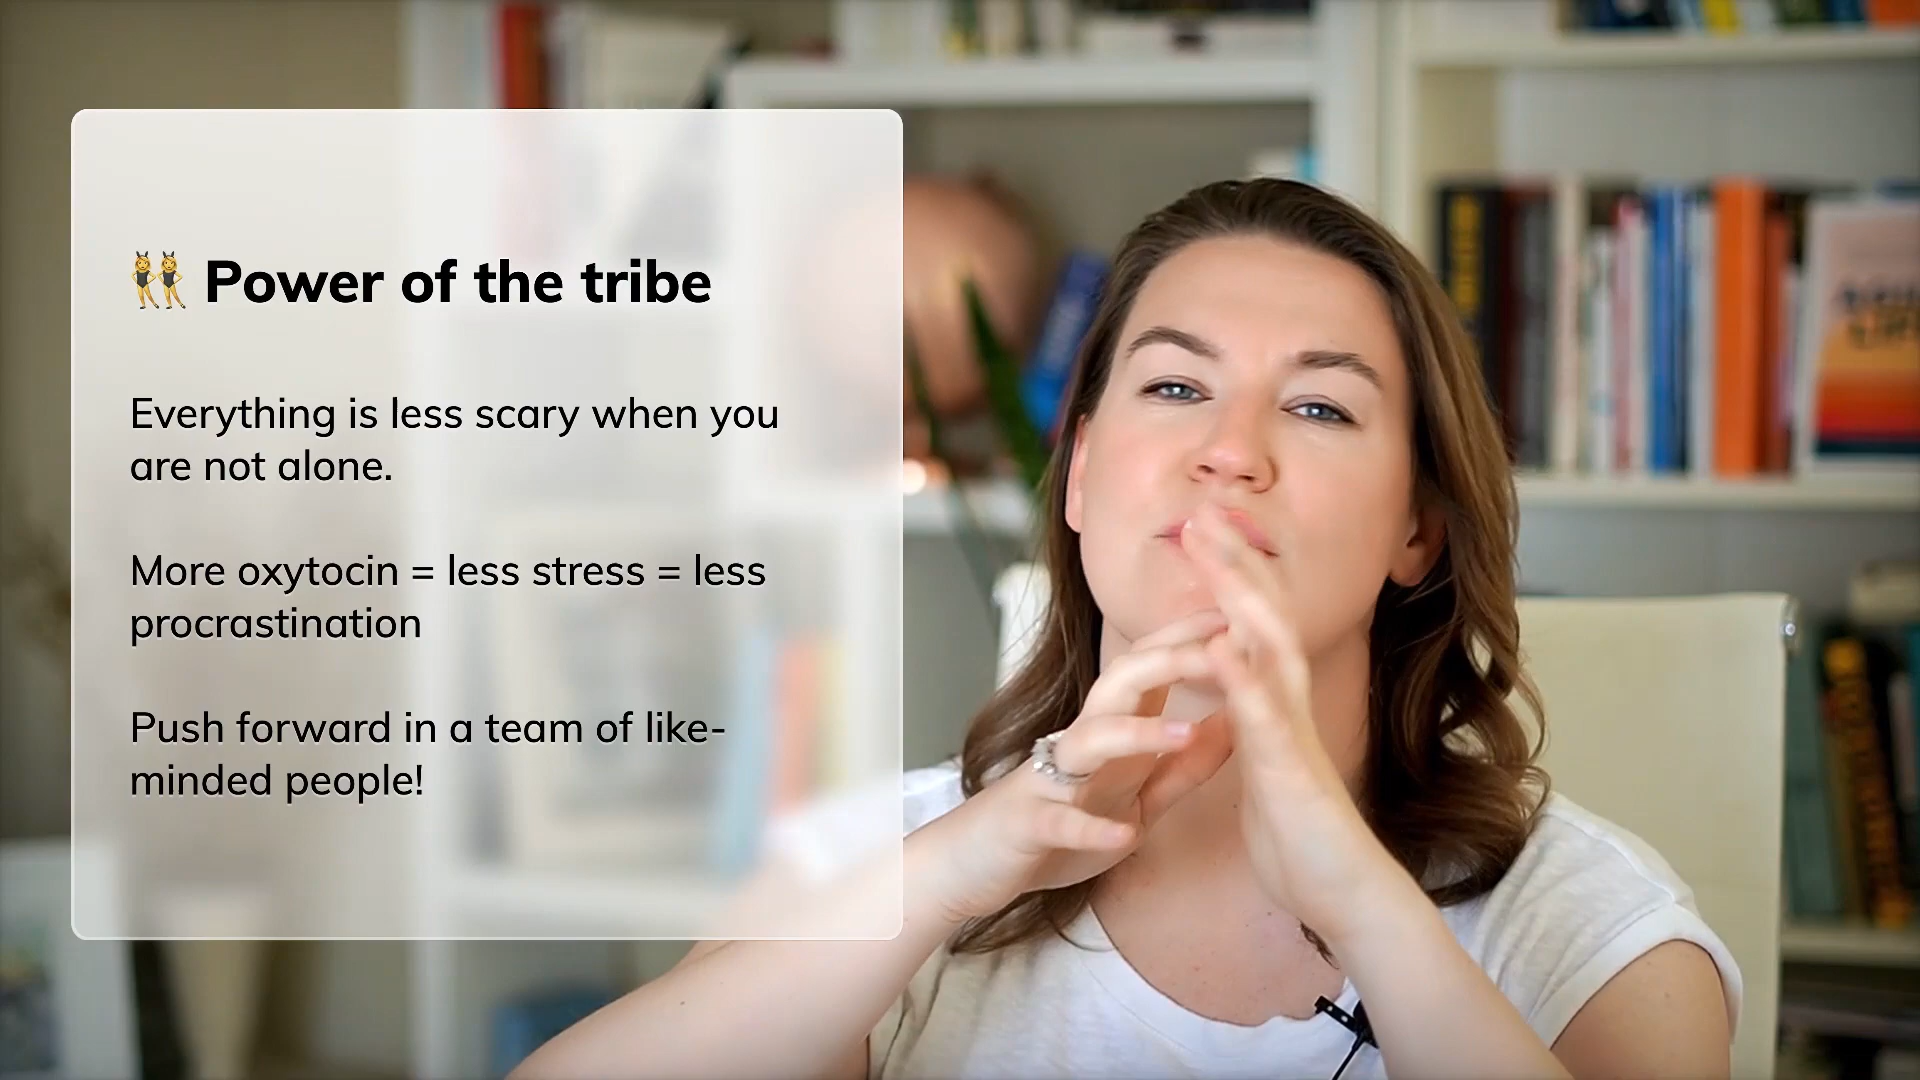 👯 Power of the tribe
Everything is less scary when you
are not alone.
More oxytocin = less stress = less
procrastination
Push forward in a team of like-
minded people!